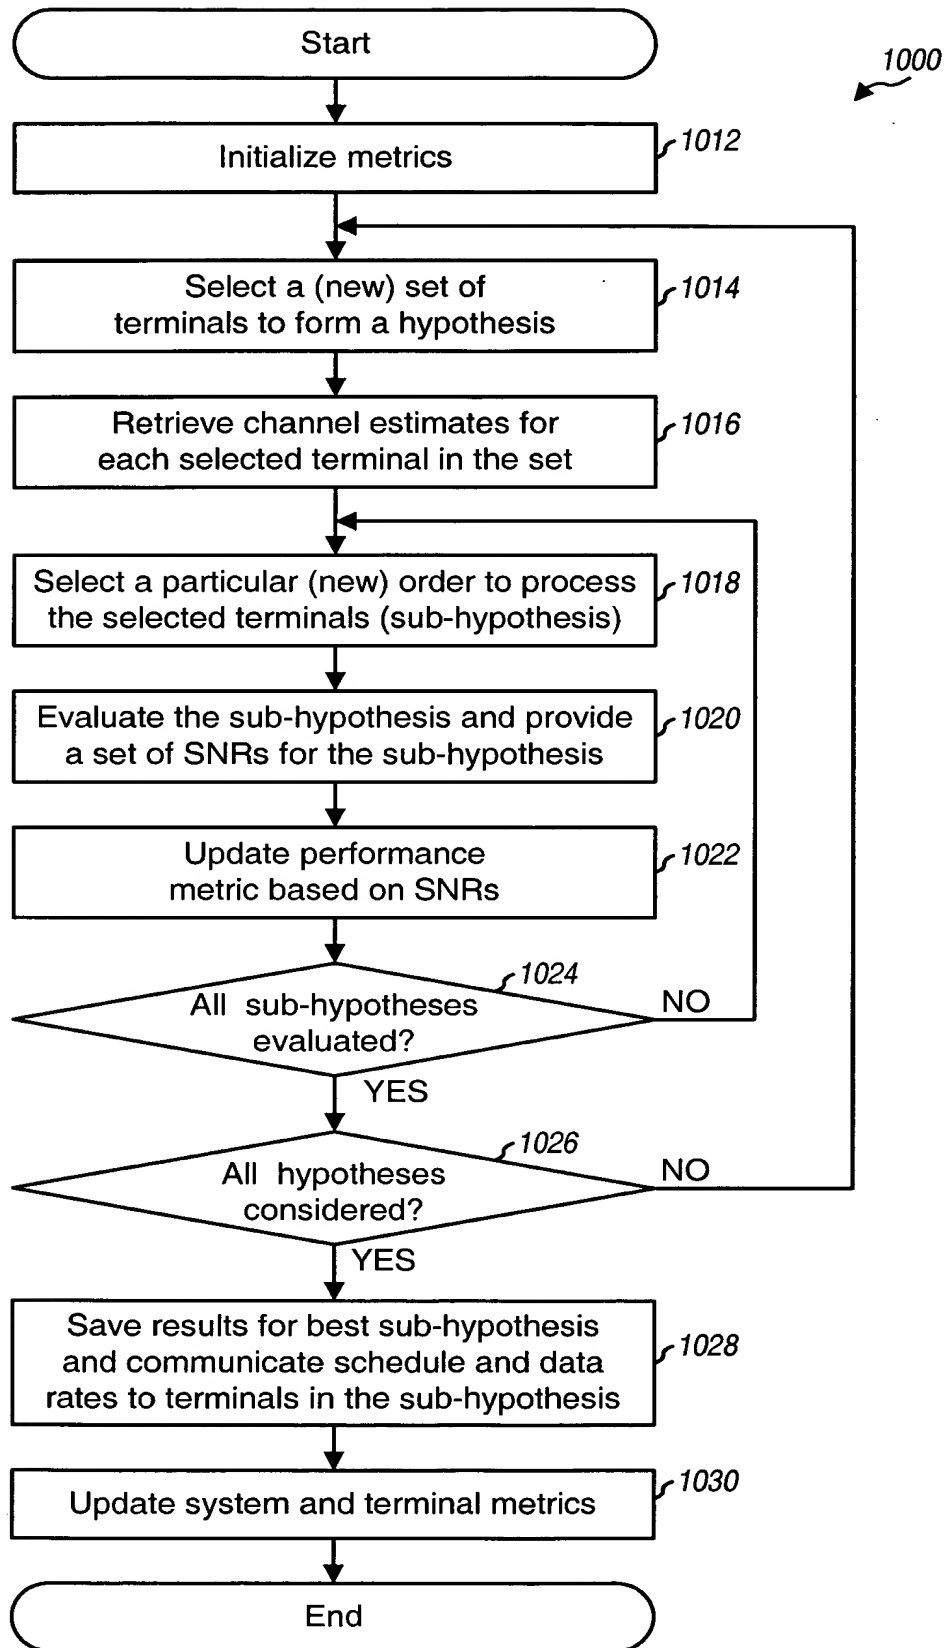 Start
1000
Initialize metrics
1012
Select a (new) set of
terminals to form a hypothesis
1014
Retrieve channel estimates for
each selected terminal in the set
1016
Select a particular (new) order to process
the selected terminals (sub-hypothesis)
1018
Evaluate the sub-hypothesis and provide
a set of SNRs for the sub-hypothesis
1020
Update performance
metric based on SNRs
1022
All sub-hypotheses
evaluated?
1024
NO
YES
All hypotheses
considered?
1026
NO
YES
Save results for best sub-hypothesis
and communicate schedule and data
rates to terminals in the sub-hypothesis
1028
Update system and terminal metrics
1030
End